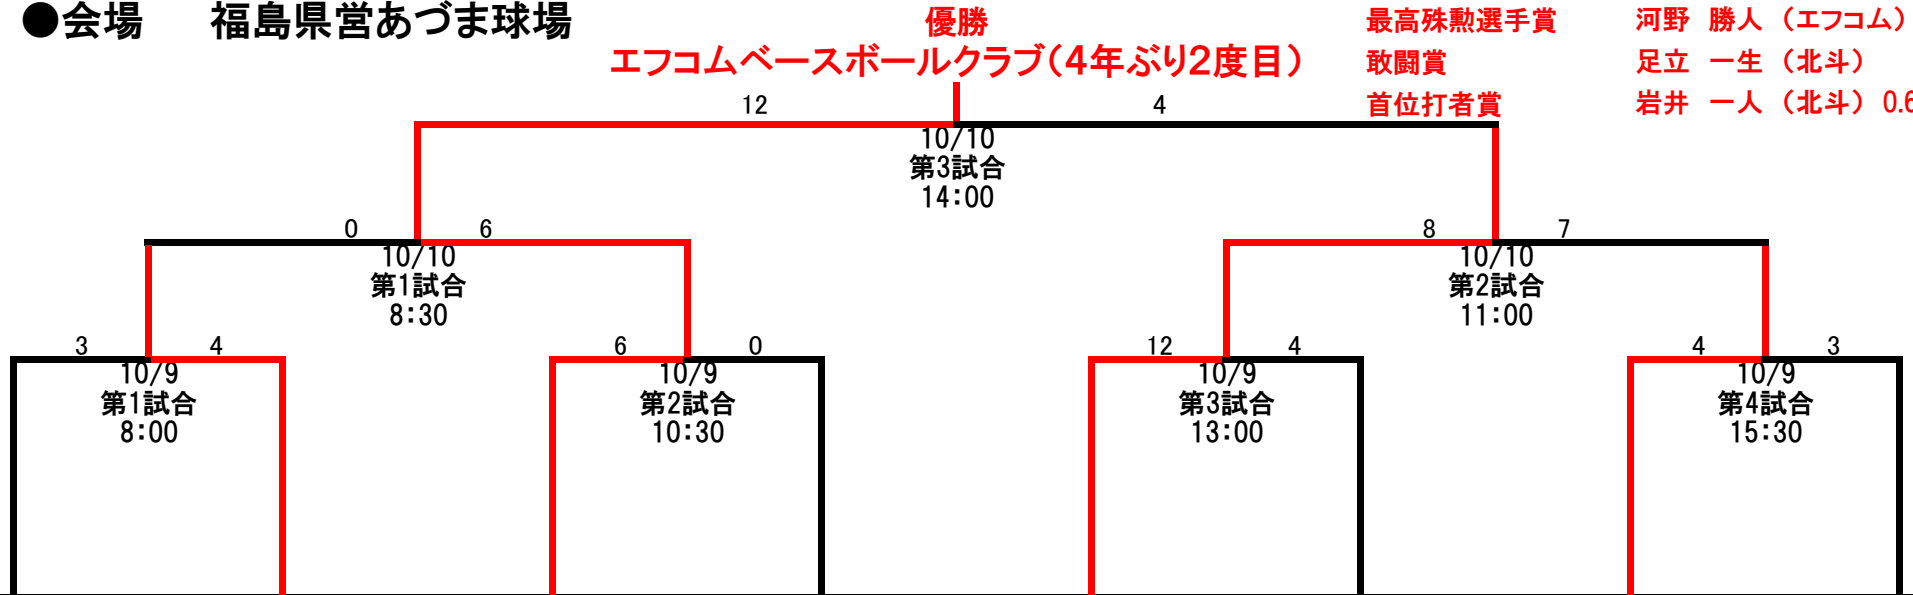 ●会場 福島県営あづま球場
優勝
エフコムベースボールクラブ(4年ぶり2度目)
最高殊勲選手賞 河野 勝人 (エフコム)
敢闘賞 足立 一生 (北斗)
首位打者賞 岩井 一人 (北斗) 0.6
12 4
10/10
第3試合
14:00
0 6
10/10
第1試合
8:30
8 7
10/10
第2試合
11:00
3 4
10/9
第1試合
8:00
6 0
10/9
第2試合
10:30
12 4
10/9
第3試合
13:00
4 3
10/9
第4試合
15:30